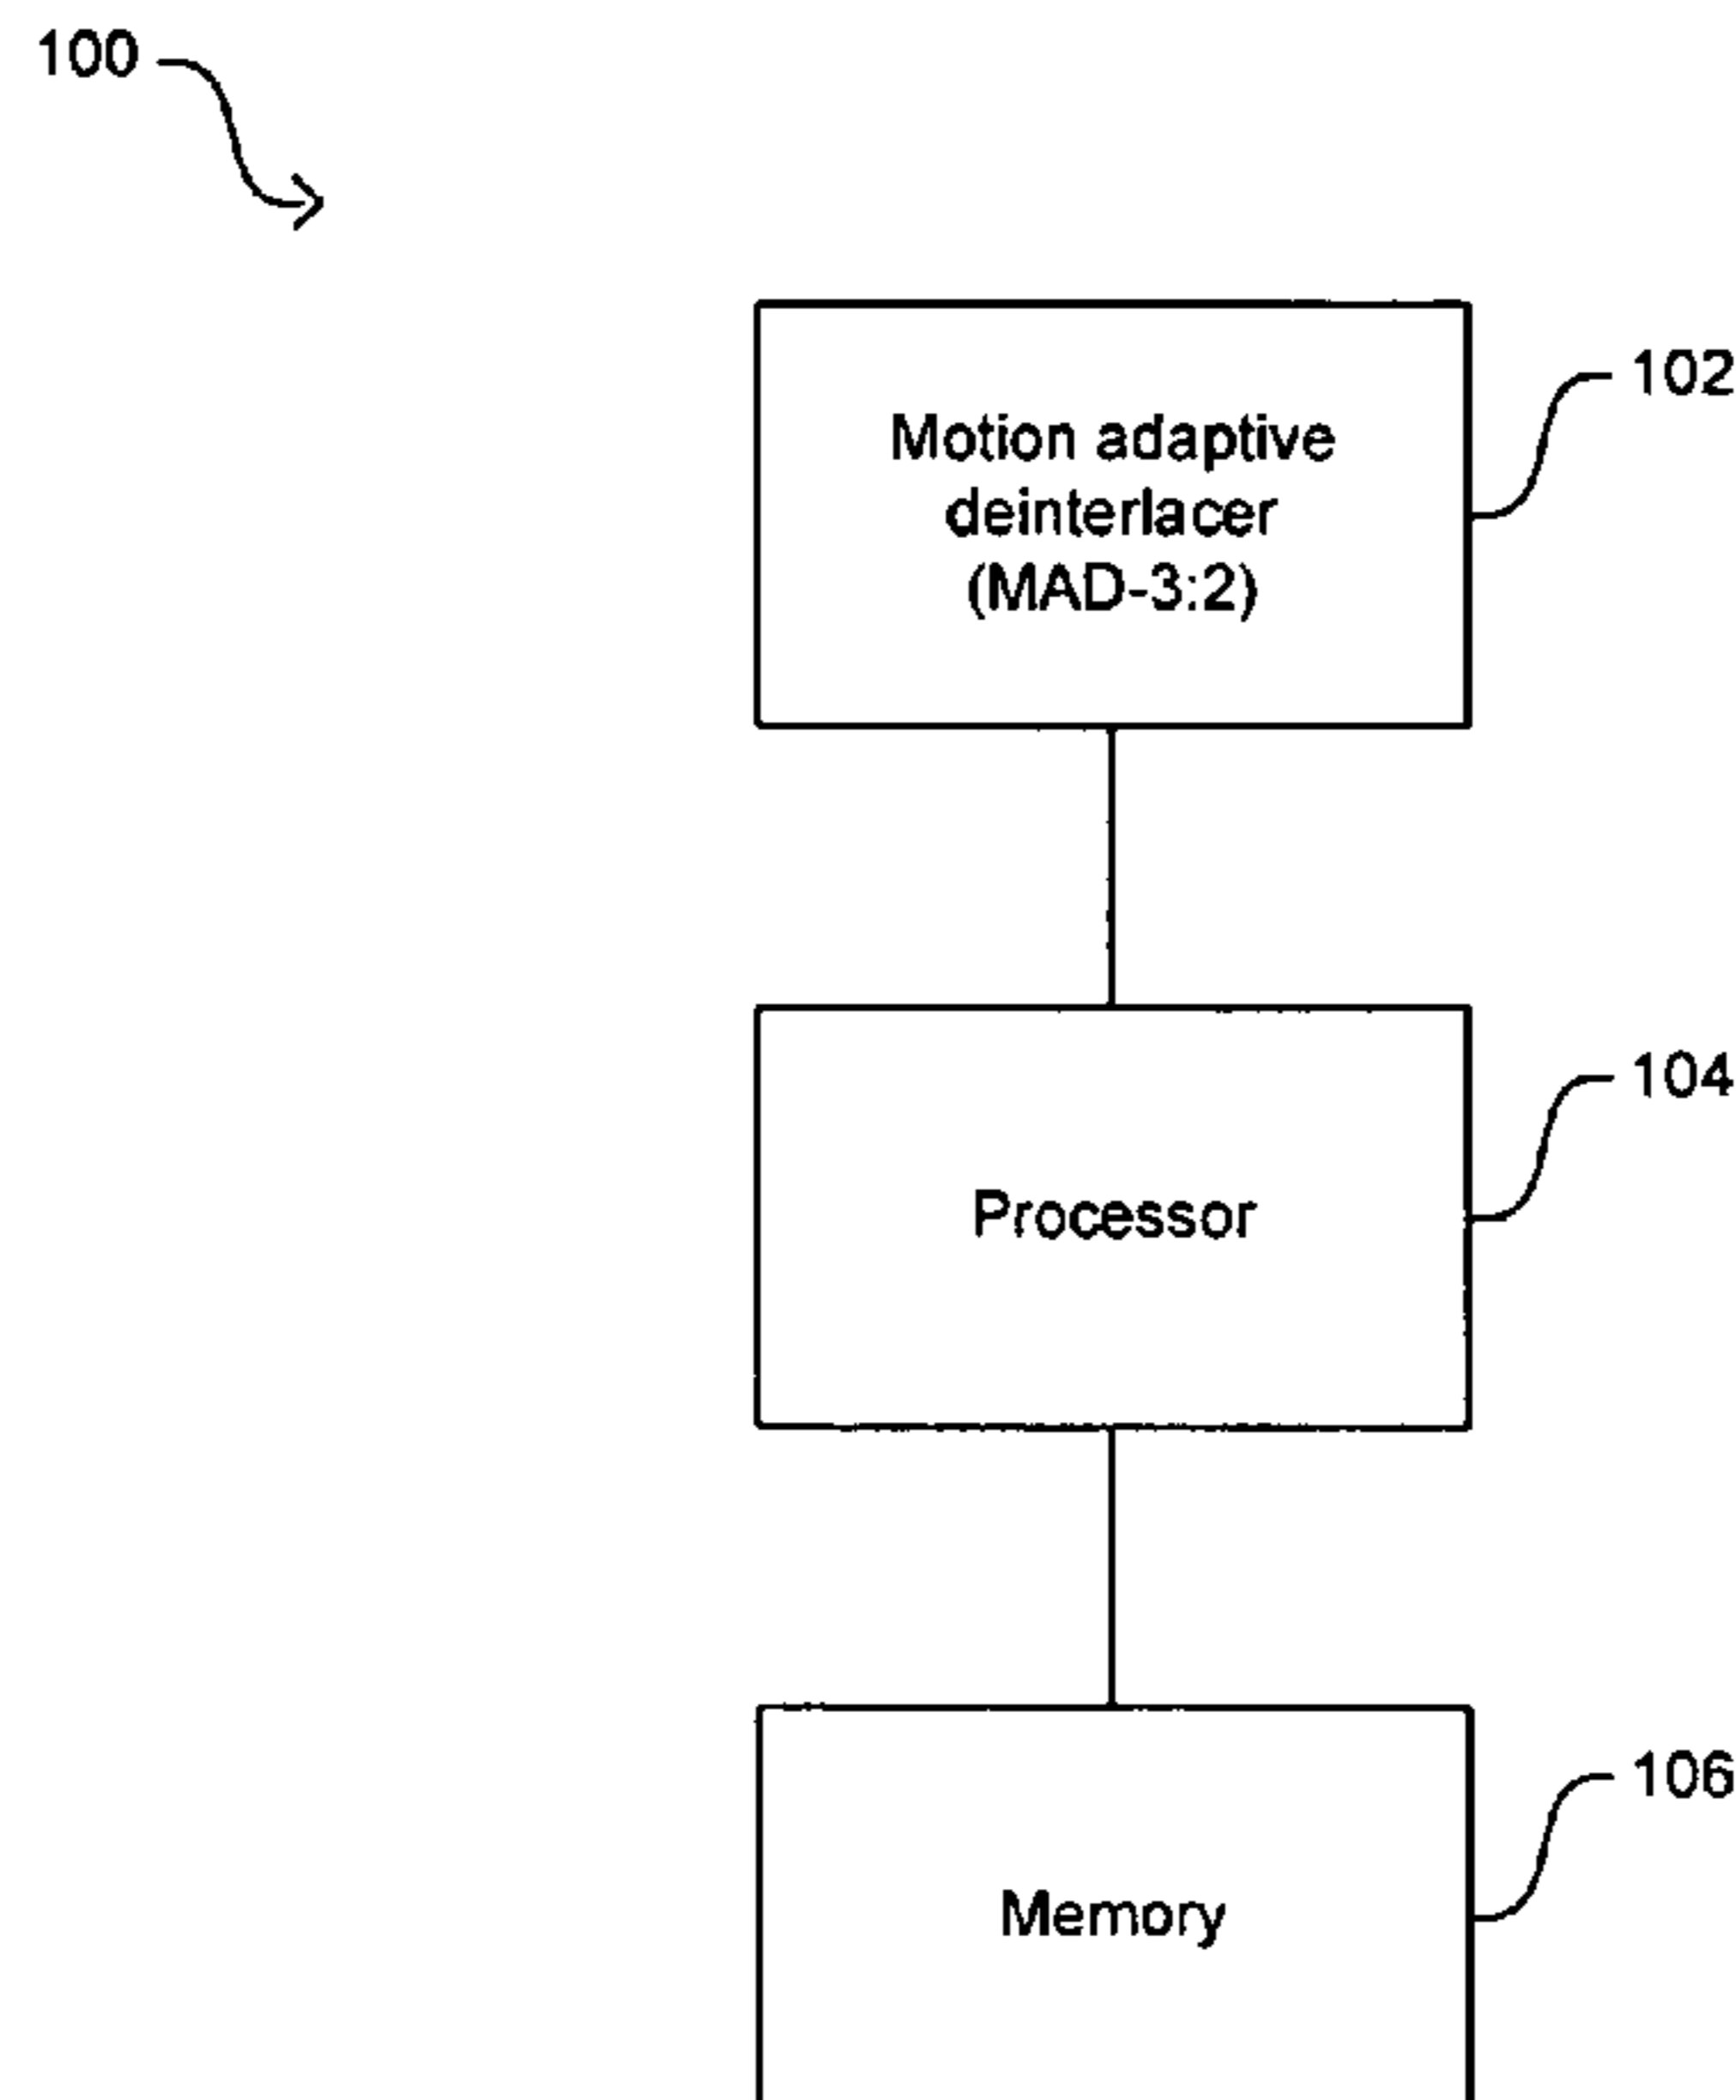 100
102
Motion adaptive
deinterlacer
(MAD-3:2)
104
Processor
106
Memory